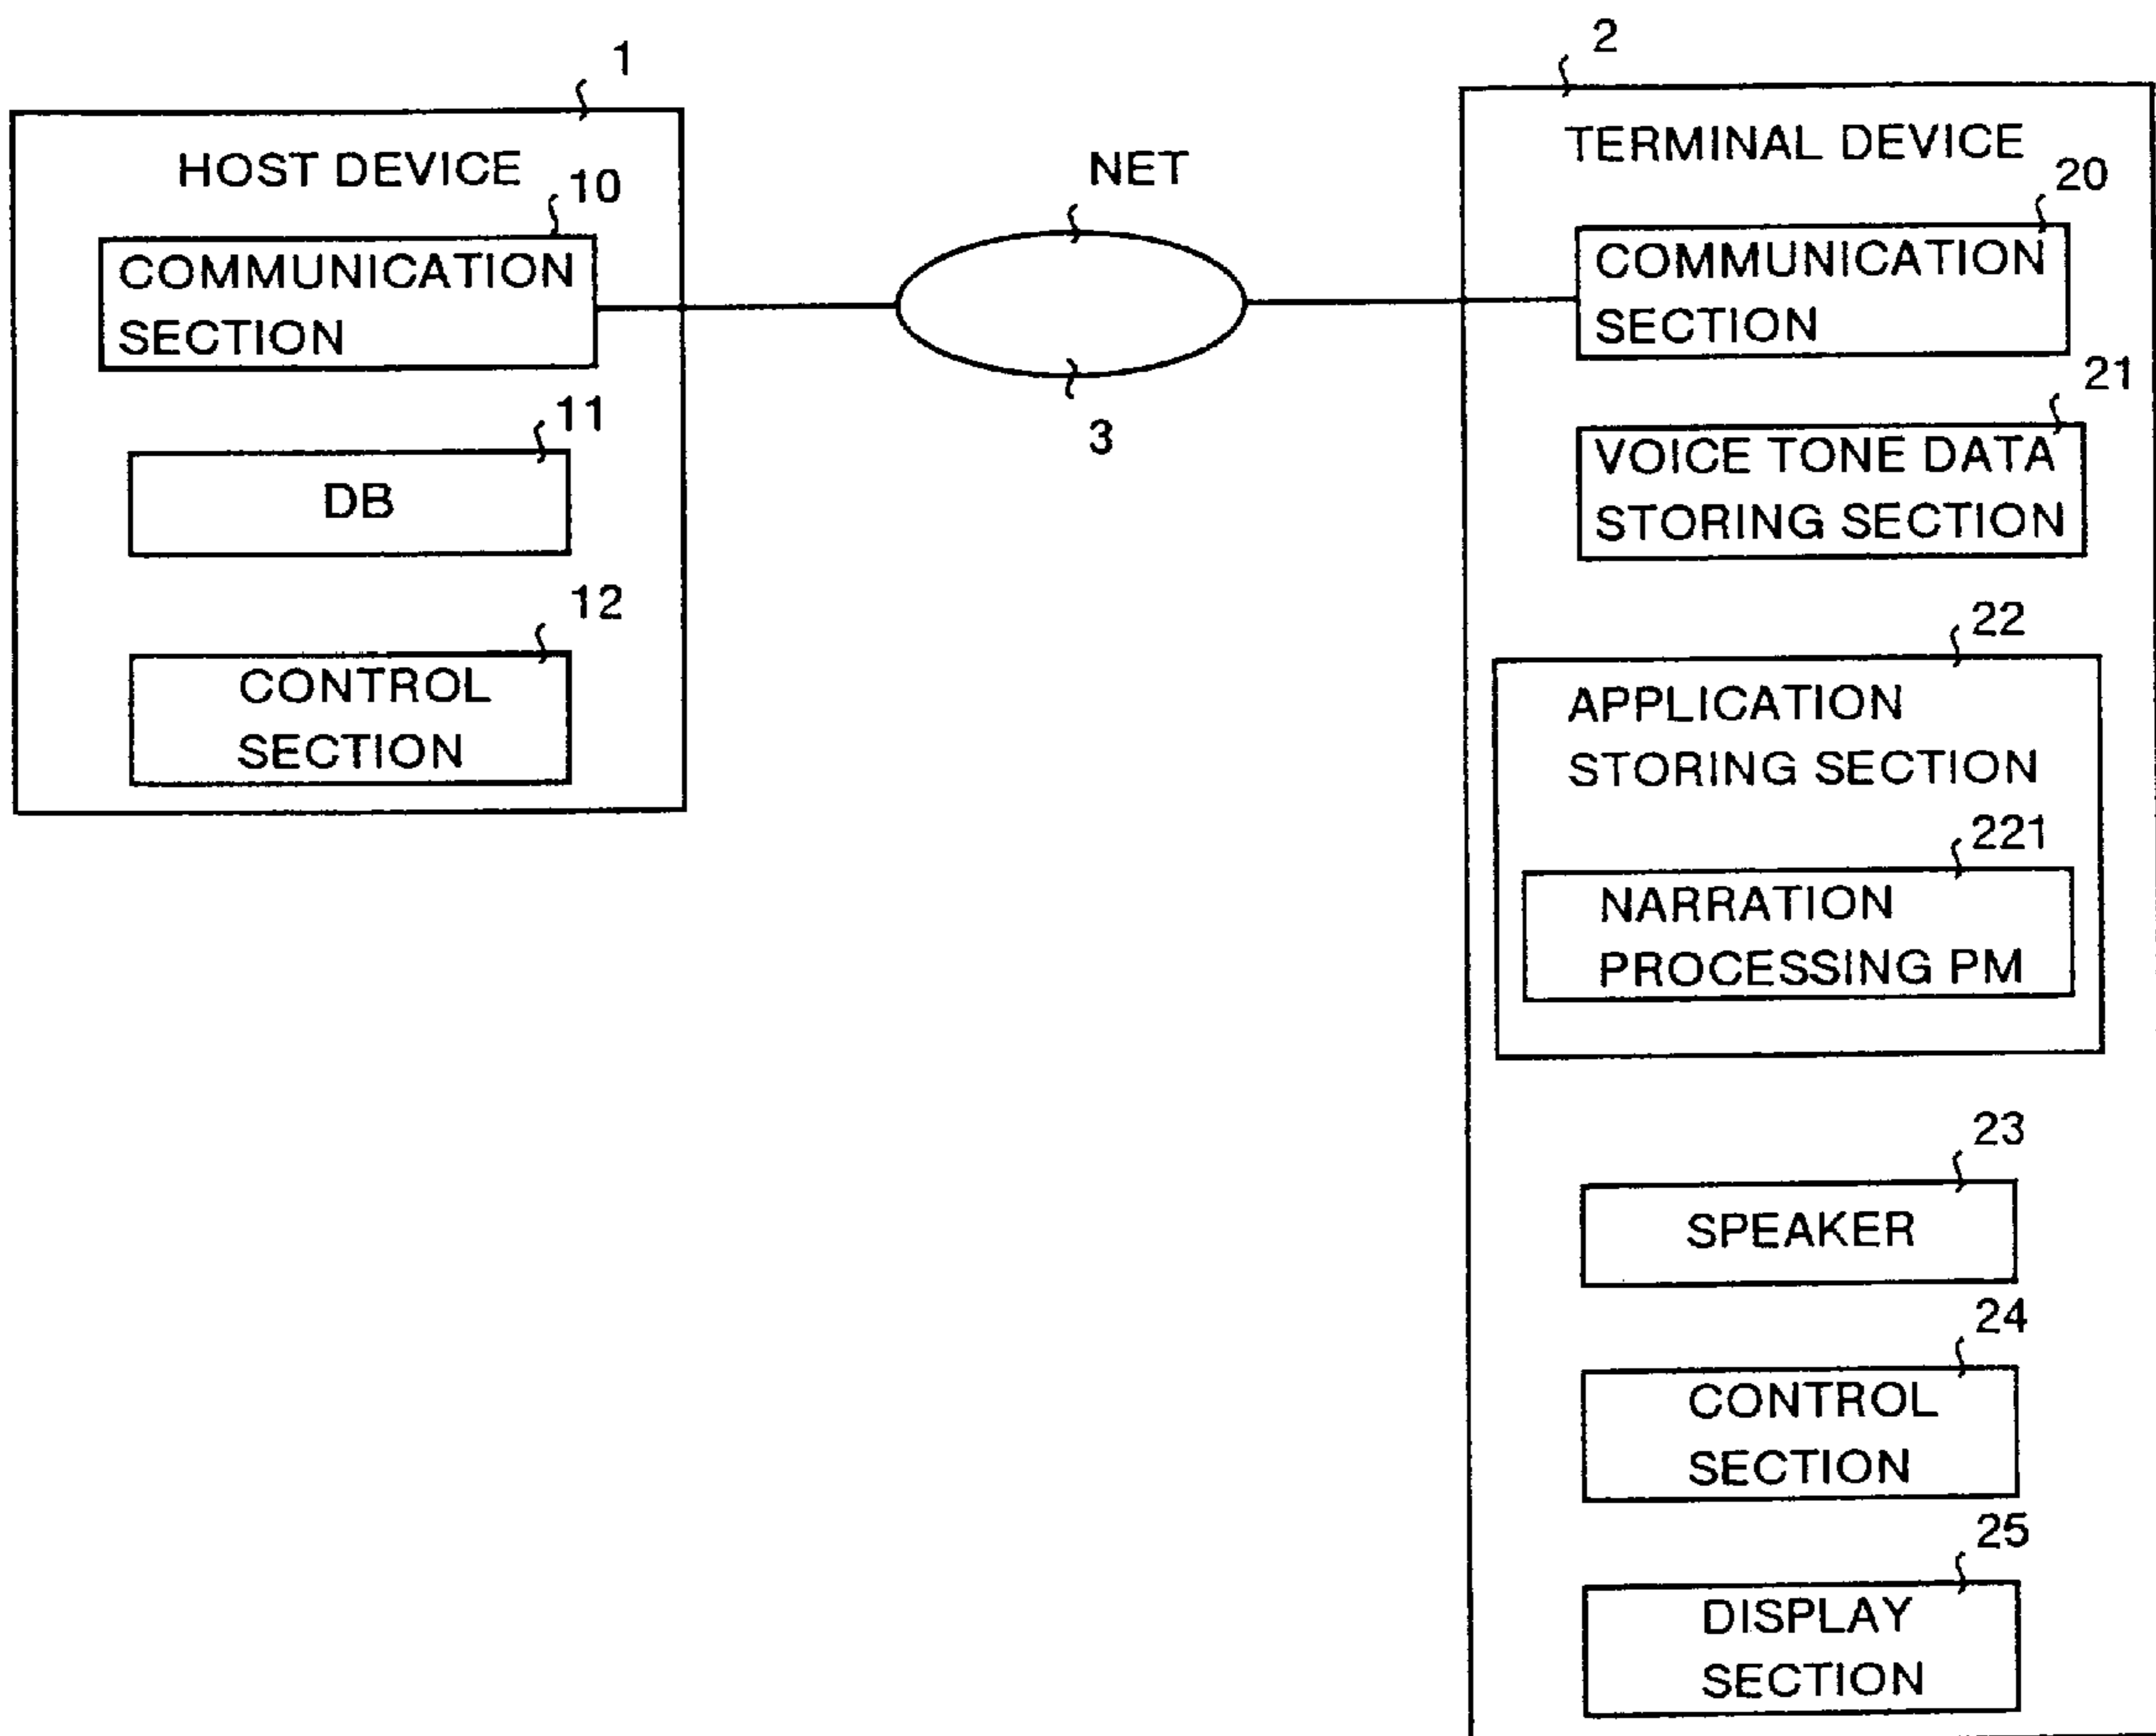 1
HOST DEVICE
10
COMMUNICATION
SECTION
11
DB
12
CONTROL
SECTION
NET
3
2
TERMINAL DEVICE
20
COMMUNICATION
SECTION
21
VOICE TONE DATA
STORING SECTION
22
APPLICATION
STORING SECTION
221
NARRATION
PROCESSING PM
23
SPEAKER
24
CONTROL
SECTION
25
DISPLAY
SECTION